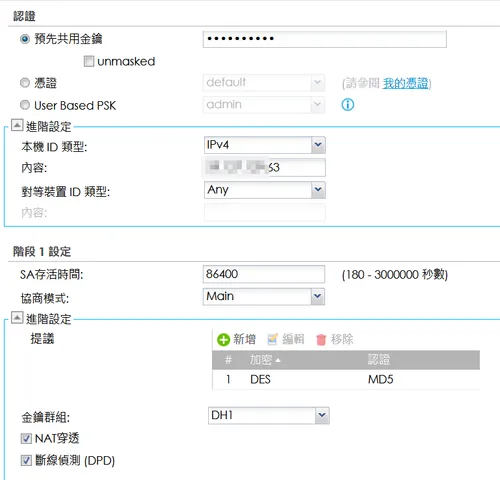 認證
預先共用金鑰 ••••••••••
unmasked
憑證 default (請參閱 我的憑證)
User Based PSK admin
進階設定
本機 ID 類型: IPv4
內容: 63
對等裝置 ID 類型: Any
內容:
階段 1 設定
SA存活時間: 86400 (180 - 3000000 秒數)
協商模式: Main
進階設定
提議 新增 編輯 移除
# 加密 認證
1 DES MD5
金鑰群組: DH1
NAT穿透
斷線偵測 (DPD)